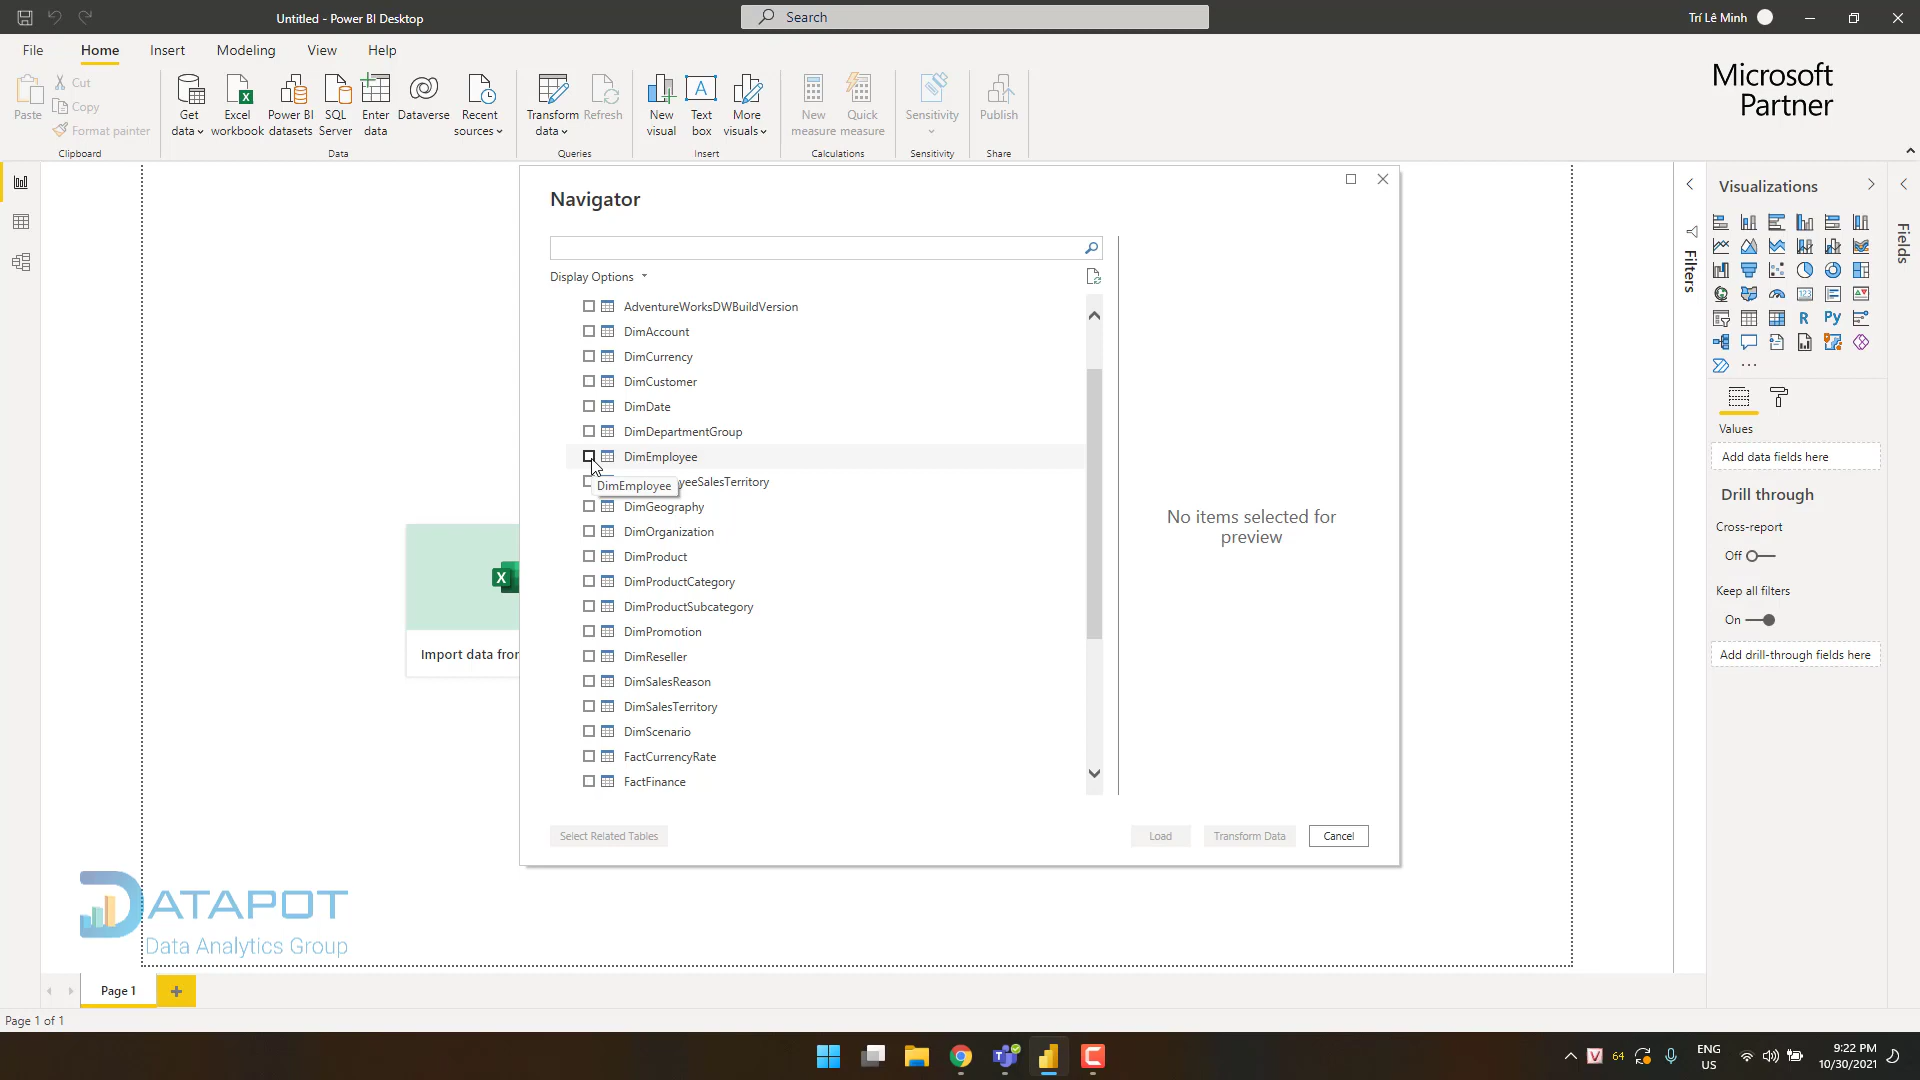 Untitled - Power BI Desktop
Search
Trí Lê Minh
File
Home
Insert
Modeling
View
Help
Paste
Cut
Copy
Format painter
Clipboard
Get data
Excel workbook
Power BI datasets
SQL Server
Enter data
Dataverse
Recent sources
Data
Transform data
Refresh
Queries
New visual
Text box
More visuals
Insert
New measure
Quick measure
Calculations
Sensitivity
Sensitivity
Publish
Share
Microsoft
Partner
Navigator
Display Options
AdventureWorksDWBuildVersion
DimAccount
DimCurrency
DimCustomer
DimDate
DimDepartmentGroup
DimEmployee
DimEmployee
yeeSalesTerritory
DimGeography
DimOrganization
DimProduct
DimProductCategory
DimProductSubcategory
DimPromotion
DimReseller
DimSalesReason
DimSalesTerritory
DimScenario
FactCurrencyRate
FactFinance
No items selected for
preview
Select Related Tables
Load
Transform Data
Cancel
Import data fror
Filters
Visualizations
Fields
R
Py
123
Values
Add data fields here
Drill through
Cross-report
Off
Keep all filters
On
Add drill-through fields here
DATAPOT
Data Analytics Group
Page 1
Page 1 of 1
64
ENG
US
9:22 PM
10/30/2021